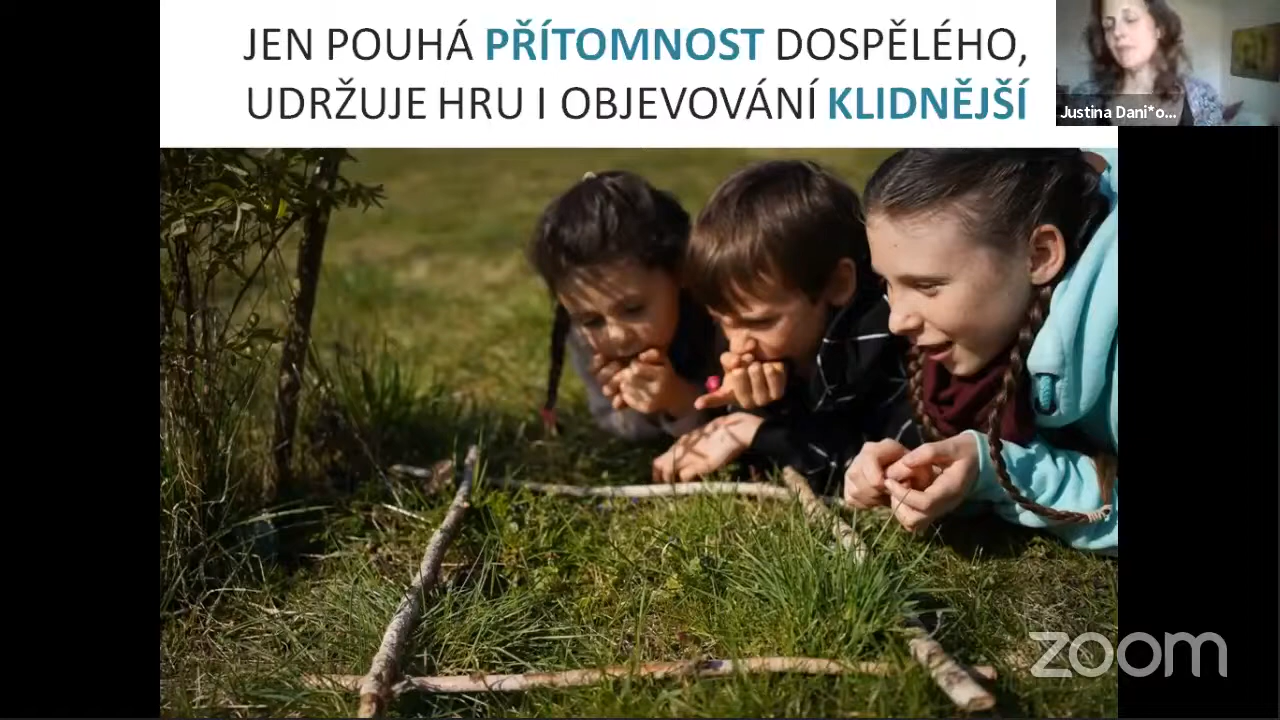 JEN POUHÁ PŘÍTOMNOST DOSPĚLÉHO,
UDRŽUJE HRU I OBJEVOVÁNÍ KLIDNĚJŠÍ
Justina Dani*o...
zoom